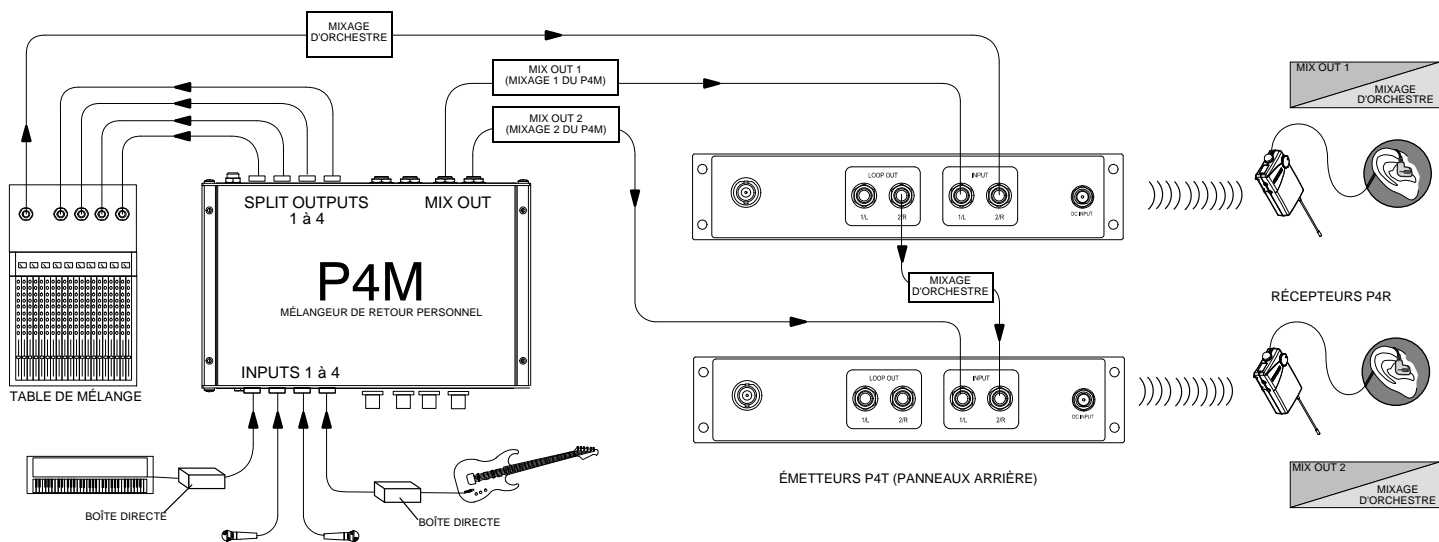 MIXAGE
D'ORCHESTRE
MIX OUT 1
(MIXAGE 1 DU P4M)
MIX OUT 2
(MIXAGE 2 DU P4M)
MIX OUT 1
MIXAGE
D'ORCHESTRE
SPLIT OUTPUTS
1 à 4
MIX OUT
P4M
MÉLANGEUR DE RETOUR PERSONNEL
INPUTS 1 à 4
TABLE DE MÉLANGE
LOOP OUT
INPUT
1/L
2/R
1/L
2/R
DC INPUT
MIXAGE
D'ORCHESTRE
RÉCEPTEURS P4R
LOOP OUT
INPUT
1/L
2/R
1/L
2/R
DC INPUT
ÉMETTEURS P4T (PANNEAUX ARRIÈRE)
MIX OUT 2
MIXAGE
D'ORCHESTRE
BOÎTE DIRECTE
BOÎTE DIRECTE